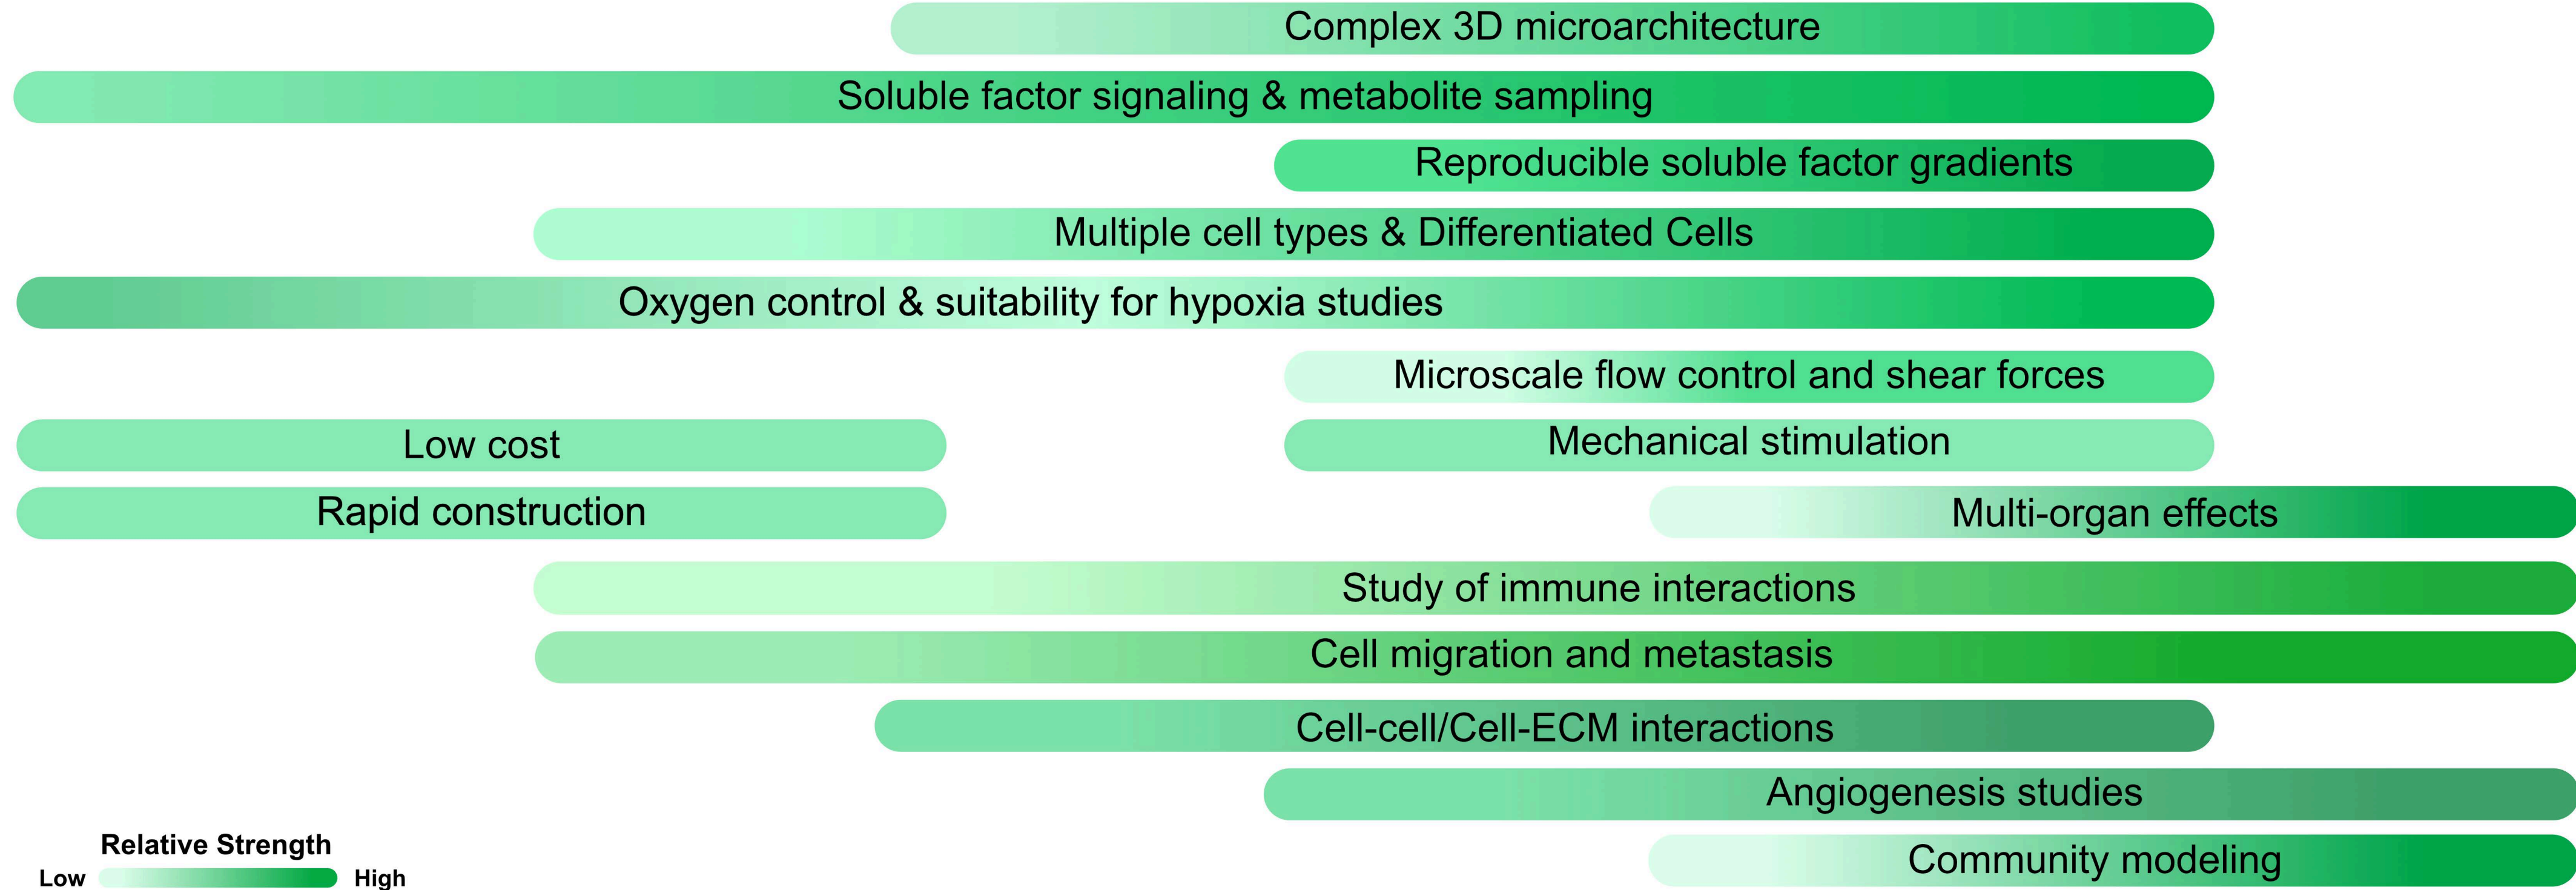 Complex 3D microarchitecture
Soluble factor signaling & metabolite sampling
Reproducible soluble factor gradients
Multiple cell types & Differentiated Cells
Oxygen control & suitability for hypoxia studies
Microscale flow control and shear forces
Low cost
Mechanical stimulation
Rapid construction
Multi-organ effects
Study of immune interactions
Cell migration and metastasis
Cell-cell/Cell-ECM interactions
Angiogenesis studies
Community modeling
Relative Strength
Low
High